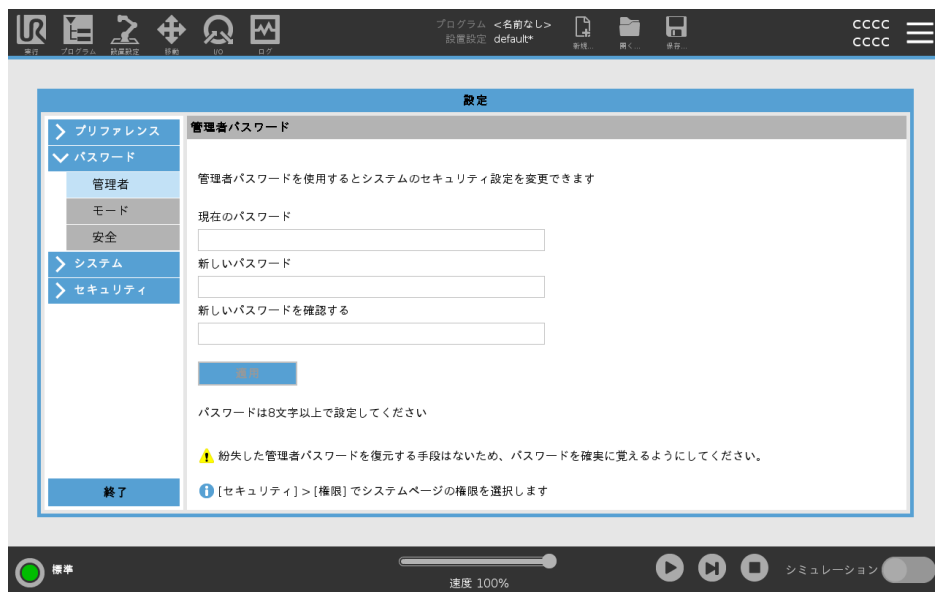 UR
プログラム <名前なし>
設置設定 default*
cccc
cccc
実行
プログラム
設置設定
移動
I/O
ログ
新規...
開く...
保存...
設定
プリファレンス
パスワード
管理者
モード
安全
システム
セキュリティ
終了
管理者パスワード
管理者パスワードを使用するとシステムのセキュリティ設定を変更できます
現在のパスワード
新しいパスワード
新しいパスワードを確認する
適用
パスワードは8文字以上で設定してください
紛失した管理者パスワードを復元する手段はないため、パスワードを確実に覚えるようにしてください。
[セキュリティ] > [権限] でシステムページの権限を選択します
標準
速度 100%
シミュレーション